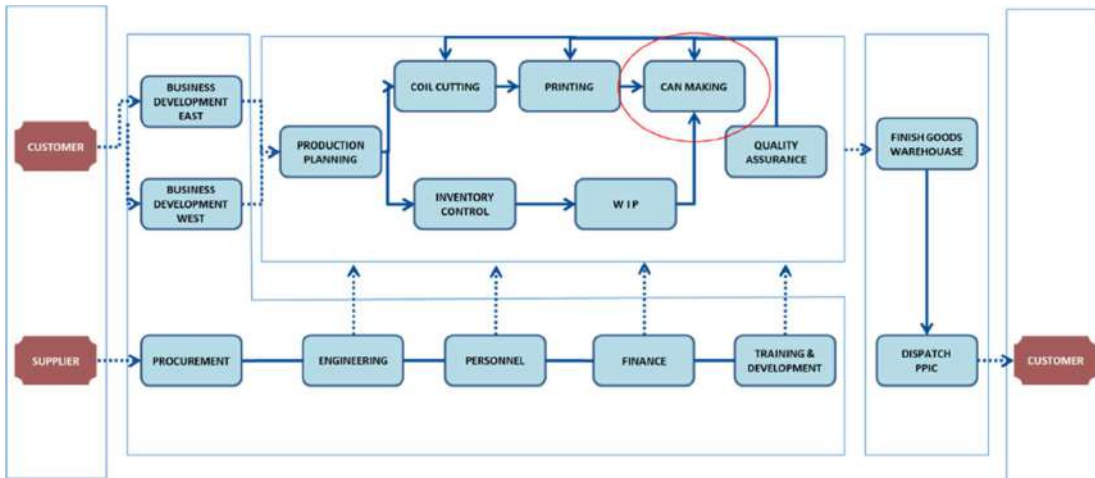 CUSTOMER
BUSINESS
DEVELOPMENT
EAST
BUSINESS
DEVELOPMENT
WEST
PRODUCTION
PLANNING
COIL CUTTING
PRINTING
CAN MAKING
INVENTORY
CONTROL
W I P
QUALITY
ASSURANCE
FINISH GOODS
WAREHOUASE
SUPPLIER
PROCUREMENT
ENGINEERING
PERSONNEL
FINANCE
TRAINING &
DEVELOPMENT
DISPATCH
PPIC
CUSTOMER